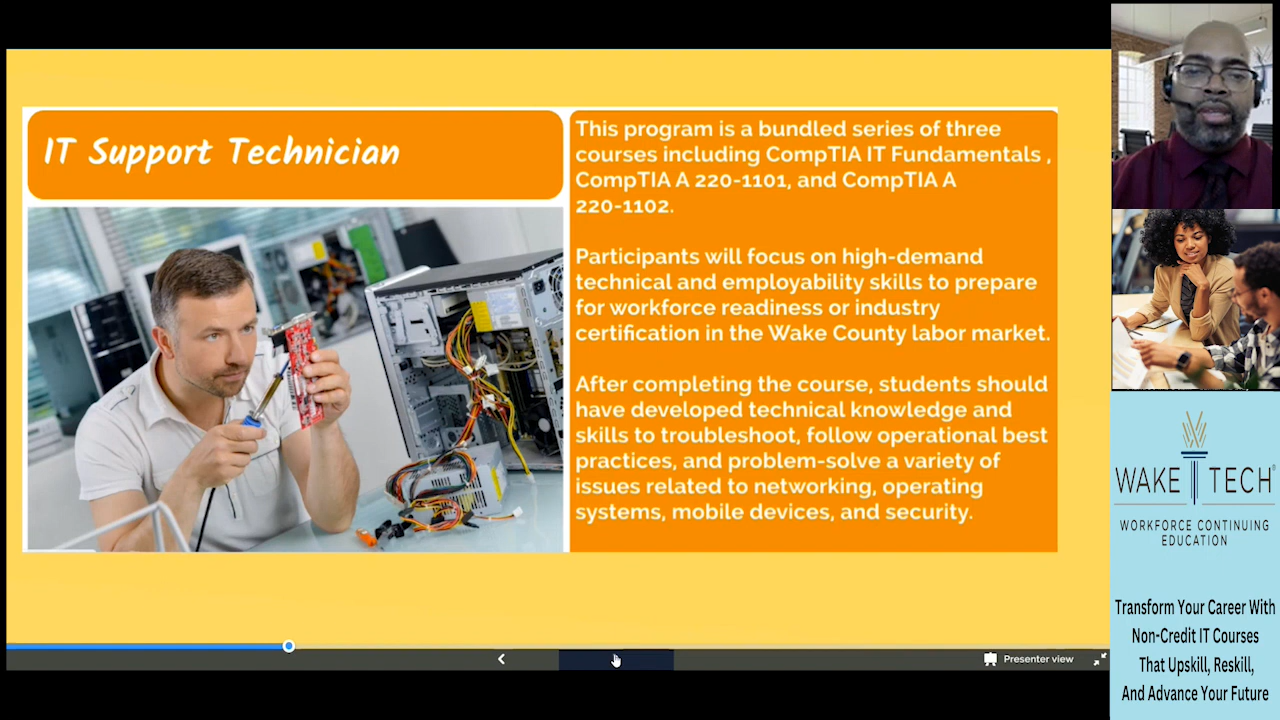 IT Support Technician
This program is a bundled series of three
courses including CompTIA IT Fundamentals ,
CompTIA A 220-1101, and CompTIA A
220-1102.
Participants will focus on high-demand
technical and employability skills to prepare
for workforce readiness or industry
certification in the Wake County labor market.
After completing the course, students should
have developed technical knowledge and
skills to troubleshoot, follow operational best
practices, and problem-solve a variety of
issues related to networking, operating
systems, mobile devices, and security.
Presenter view
WAKE TECH®
WORKFORCE CONTINUING
EDUCATION
Transform Your Career With
Non-Credit IT Courses
That Upskill, Reskill,
And Advance Your Future